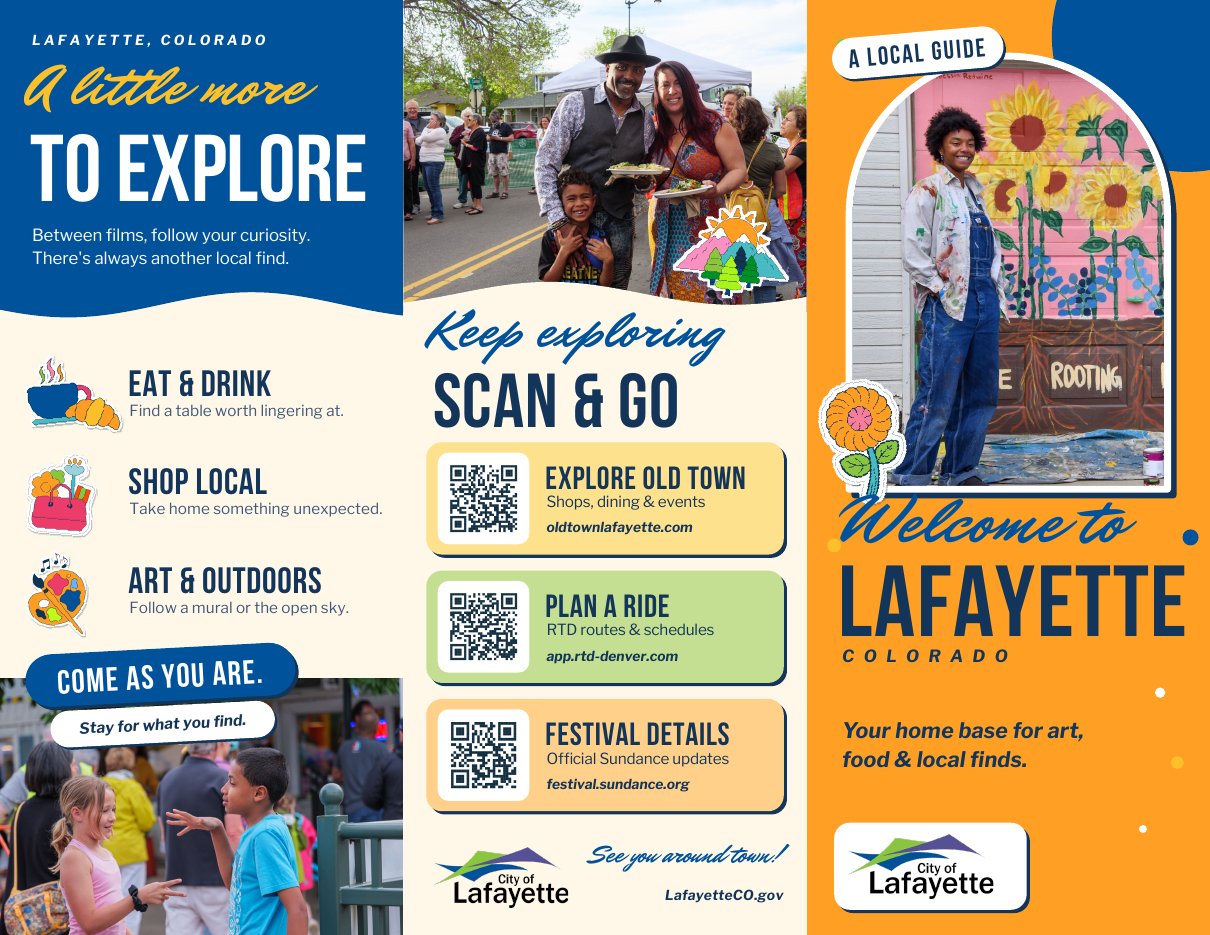 LAFAYETTE, COLORADO
A little more
TO EXPLORE
Between films, follow your curiosity.
There's always another local find.
EAT & DRINK
Find a table worth lingering at.
SHOP LOCAL
Take home something unexpected.
ART & OUTDOORS
Follow a mural or the open sky.
COME AS YOU ARE.
Stay for what you find.
Keep exploring
SCAN & GO
EXPLORE OLD TOWN
Shops, dining & events
oldtownlafayette.com
PLAN A RIDE
RTD routes & schedules
app.rtd-denver.com
FESTIVAL DETAILS
Official Sundance updates
festival.sundance.org
City of
Lafayette
See you around town!
LafayetteCO.gov
A LOCAL GUIDE
ROOTING
Welcome to
LAFAYETTE
COLORADO
Your home base for art,
food & local finds.
City of
Lafayette